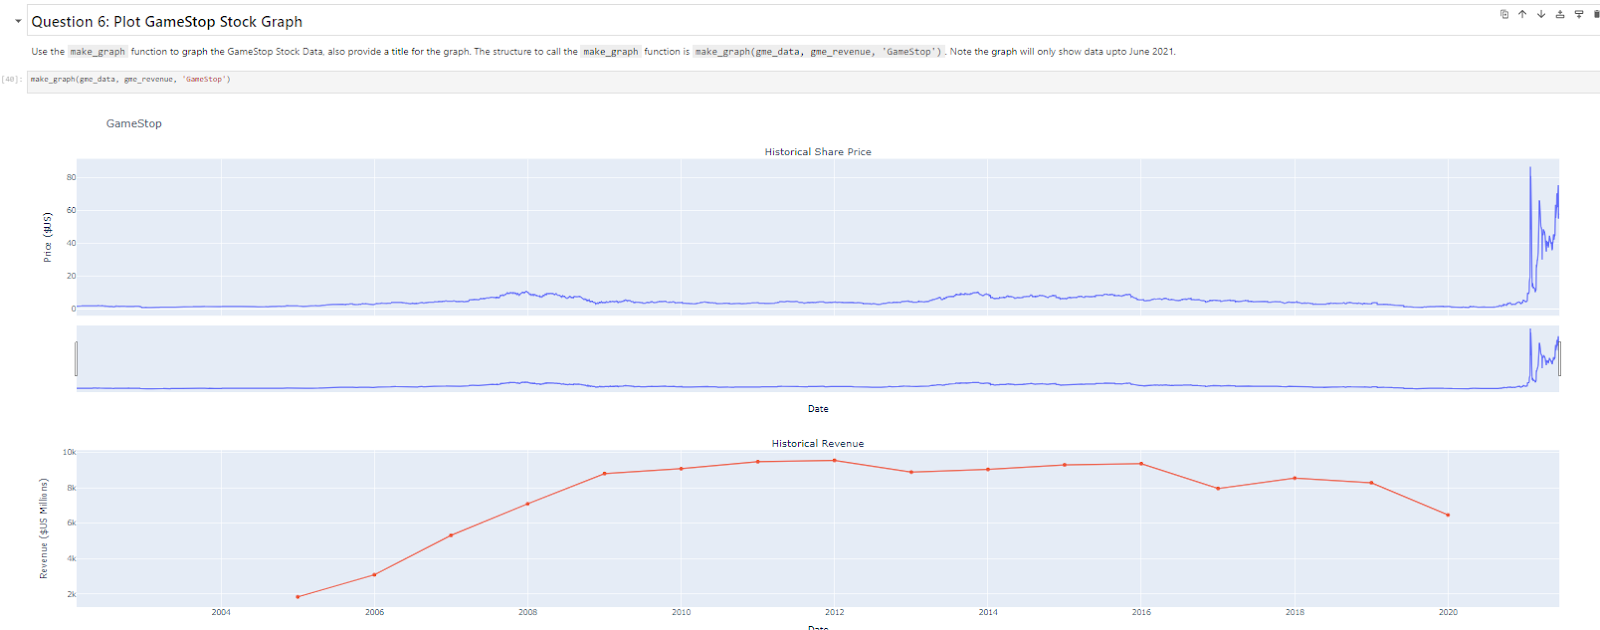 Question 6: Plot GameStop Stock Graph
Use the make_graph function to graph the GameStop Stock Data, also provide a title for the graph. The structure to call the make_graph function is make_graph(gme_data, gme_revenue, 'GameStop') . Note the graph will only show data upto June 2021.
[40]: make_graph(gme_data, gme_revenue, 'GameStop')
GameStop
Historical Share Price
80
60
40
20
0
Price ($US)
Date
Historical Revenue
10k
8k
6k
4k
2k
Revenue ($US Millions)
2004 2006 2008 2010 2012 2014 2016 2018 2020
Date